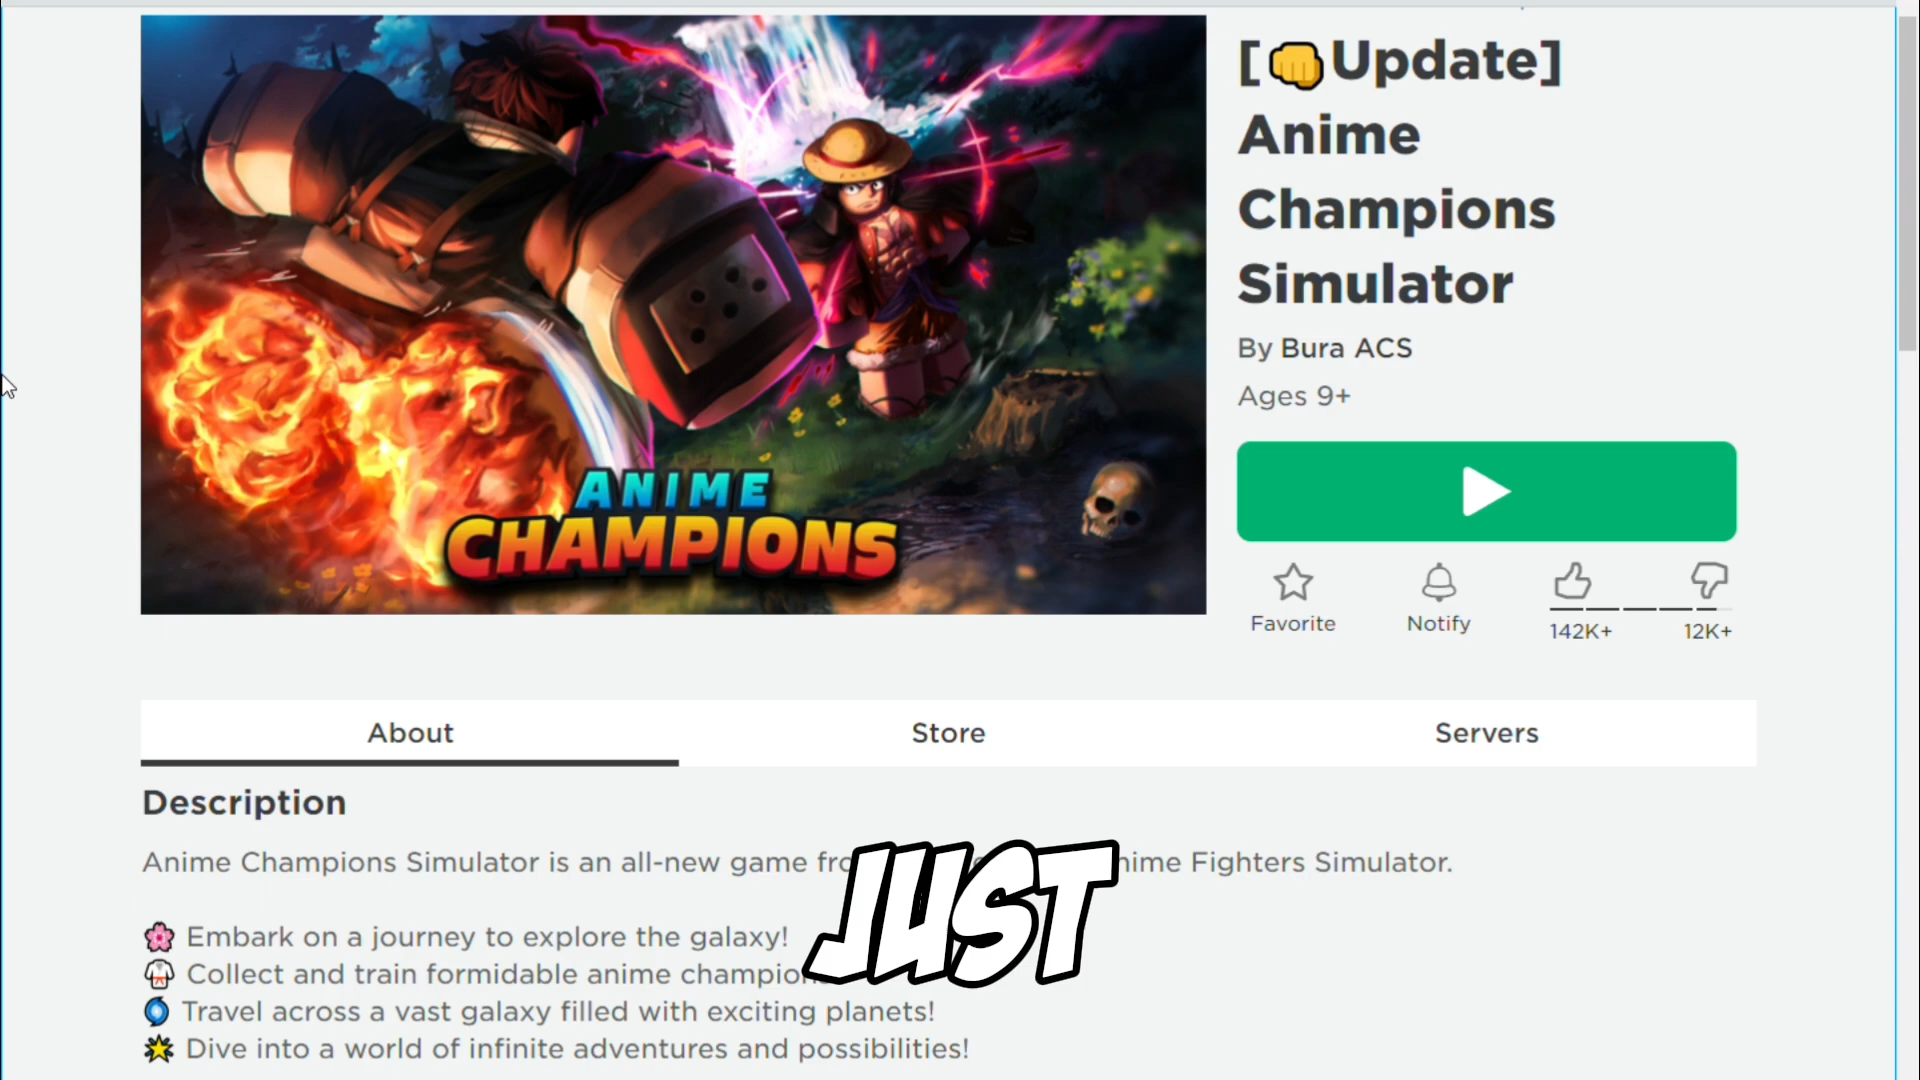 [👊Update]
Anime
Champions
Simulator
By Bura ACS
Ages 9+
ANIME
CHAMPIONS
Favorite
Notify
142K+
12K+
About
Store
Servers
Description
Anime Champions Simulator is an all-new game nime Fighters Simulator.
JUST
🌸 Embark on a journey to explore the galaxy!
🥋 Collect and train formidable anime
🌀 Travel across a vast galaxy filled with exciting planets!
🌟 Dive into a world of infinite adventures and possibilities!